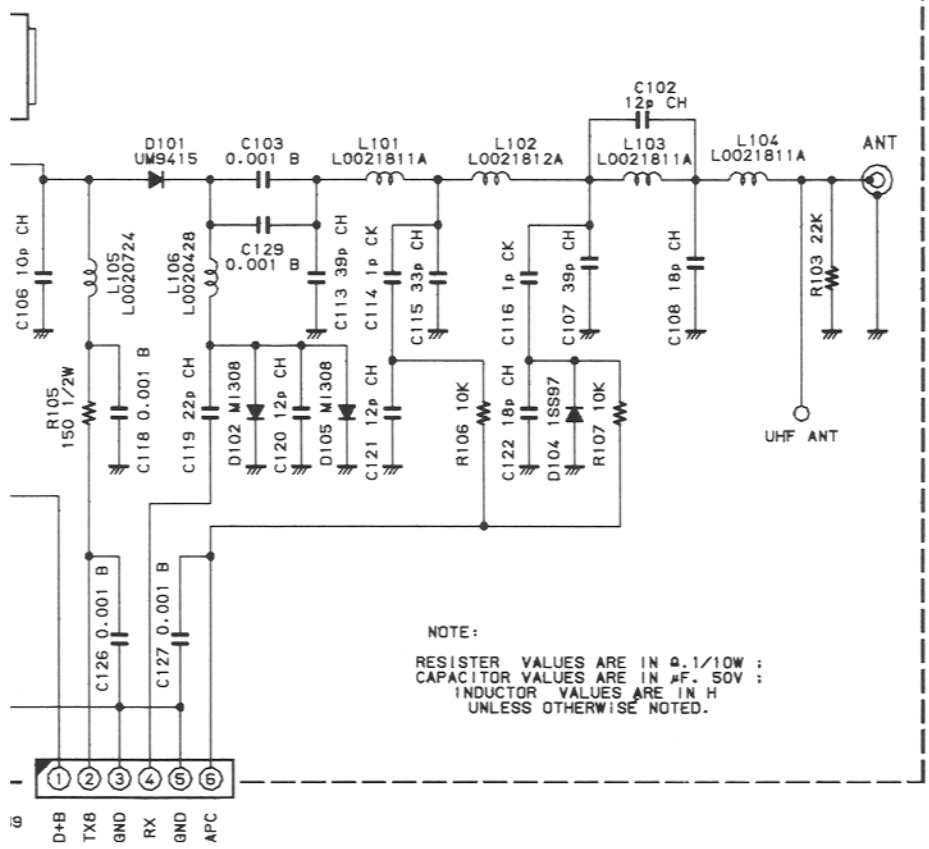 C102
12p CH
D101
UM9415
C103
0.001 B
L101
L0021811A
L102
L0021812A
L103
L0021811A
L104
L0021811A
ANT
C106 10p CH
L105
L0020724
L106
L0020428
C129
0.001 B
C113 39p CH
C114 1p CK
C115 33p CH
C116 1p CK
C107 39p CH
C108 18p CH
R103 22K
R105
150 1/2W
C118 0.001 B
C119 22p CH
D102 MI308
C120 12p CH
D105 MI308
C121 12p CH
R106 10K
C122 18p CH
D104 1SS97
R107 10K
UHF ANT
C126 0.001 B
C127 0.001 B
NOTE:
RESISTER VALUES ARE IN Ω.1/10W ;
CAPACITOR VALUES ARE IN μF. 50V ;
INDUCTOR VALUES ARE IN H
UNLESS OTHERWISE NOTED.
1 2 3 4 5 6
D+B
TX8
GND
RX
GND
APC